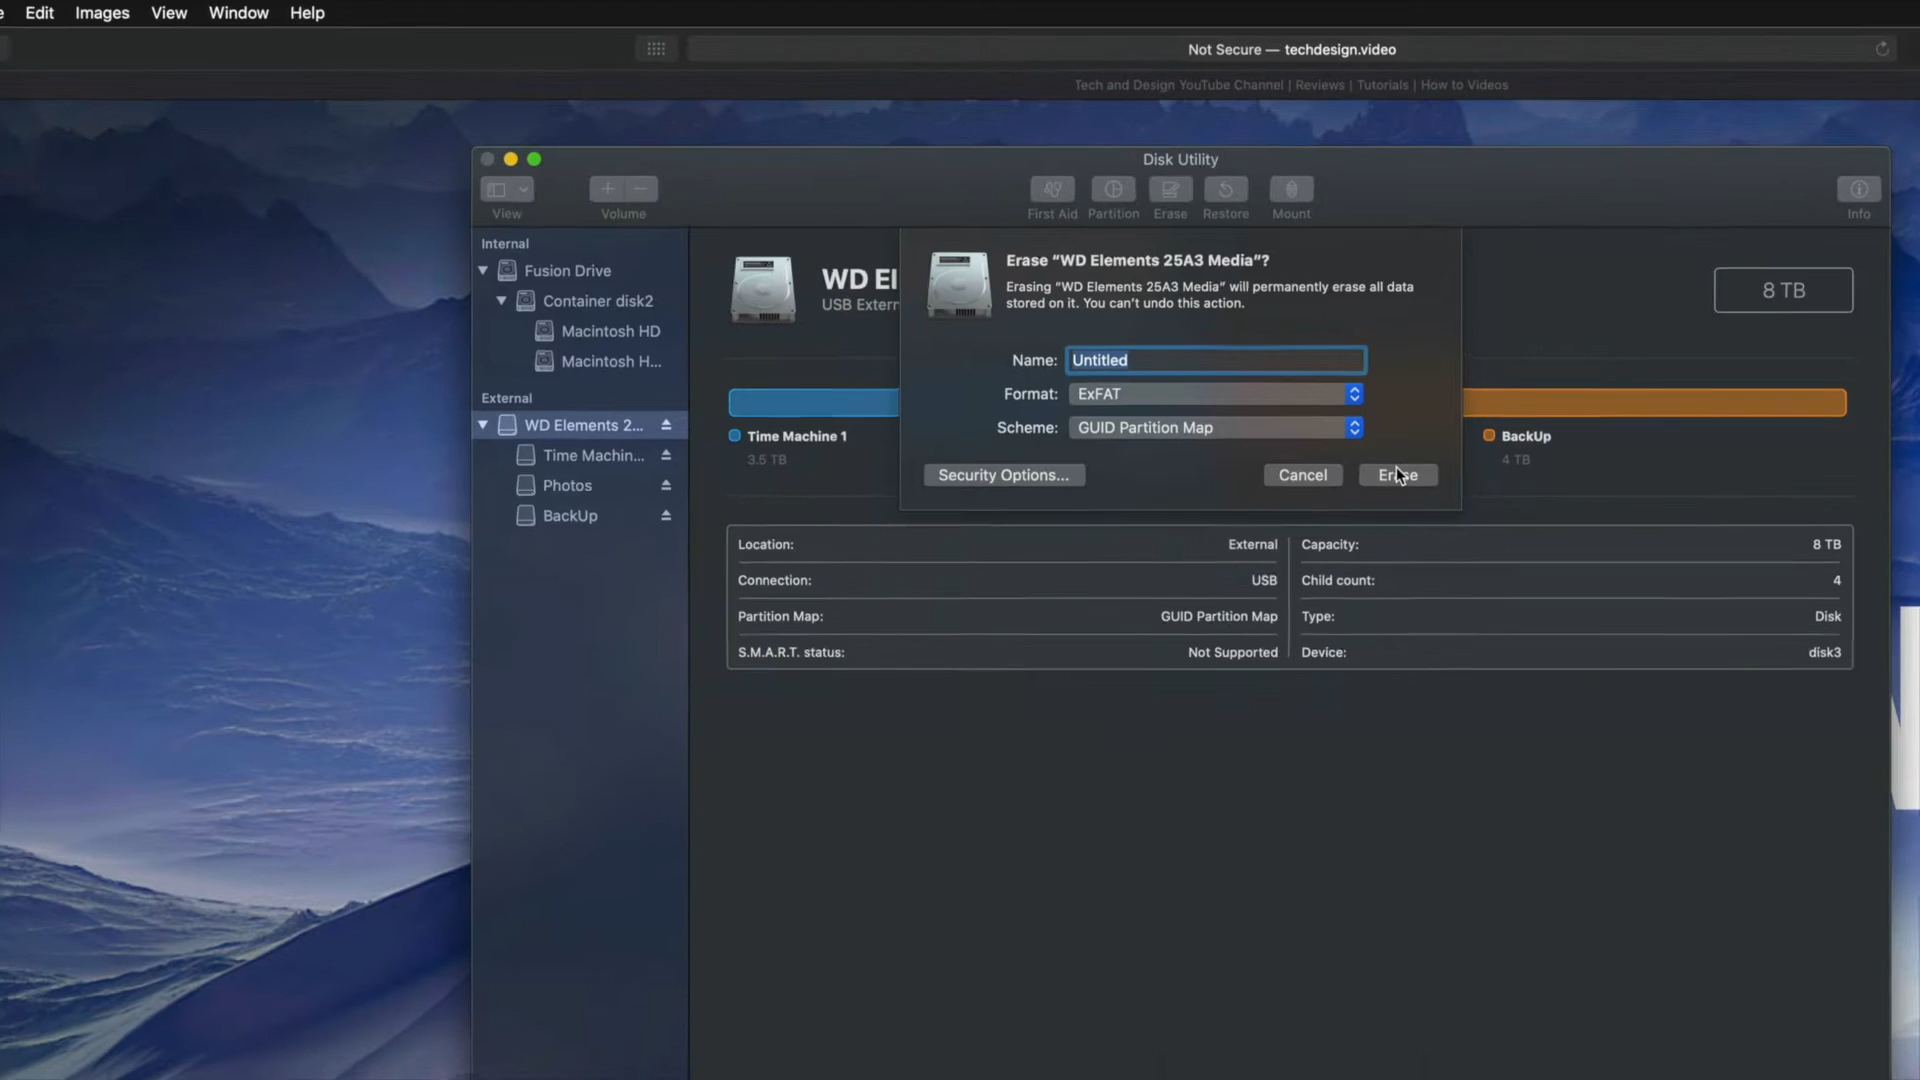 Edit Images View Window Help
Not Secure — techdesign.video
Tech and Design YouTube Channel | Reviews | Tutorials | How to Videos
Disk Utility
View Volume First Aid Partition Erase Restore Mount Info
Internal
Fusion Drive
Container disk2
Macintosh HD
Macintosh H...
External
WD Elements 2...
Time Machin...
Photos
BackUp
WD El
USB Extern
8 TB
Erase “WD Elements 25A3 Media”?
Erasing “WD Elements 25A3 Media” will permanently erase all data
stored on it. You can’t undo this action.
Name: Untitled
Format: ExFAT
Scheme: GUID Partition Map
Security Options... Cancel Erase
Time Machine 1
3.5 TB
BackUp
4 TB
Location: External
Connection: USB
Partition Map: GUID Partition Map
S.M.A.R.T. status: Not Supported
Capacity: 8 TB
Child count: 4
Type: Disk
Device: disk3